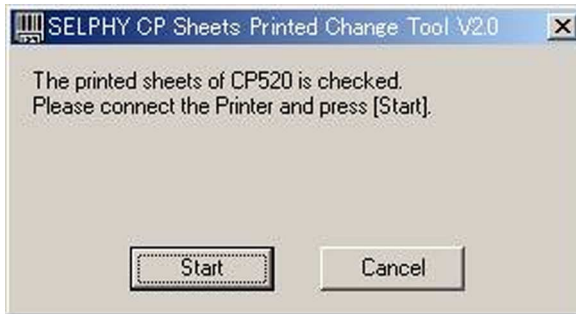 SELPHY CP Sheets Printed Change Tool V2.0
The printed sheets of CP520 is checked.
Please connect the Printer and press [Start].
Start
Cancel